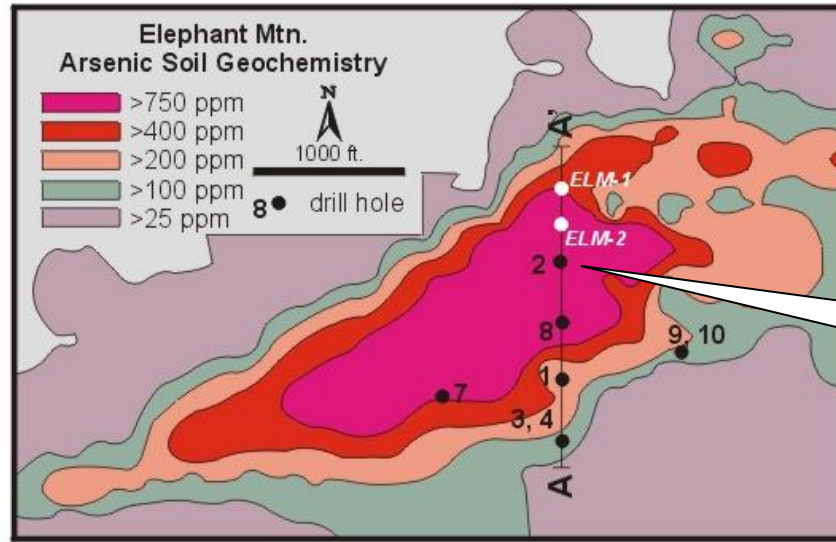 Elephant Mtn.
Arsenic Soil Geochemistry
>750 ppm
>400 ppm
>200 ppm
>100 ppm
>25 ppm
N
1000 ft.
8 drill hole
A'
ELM-1
ELM-2
2
8
9, 10
1
7
3, 4
A